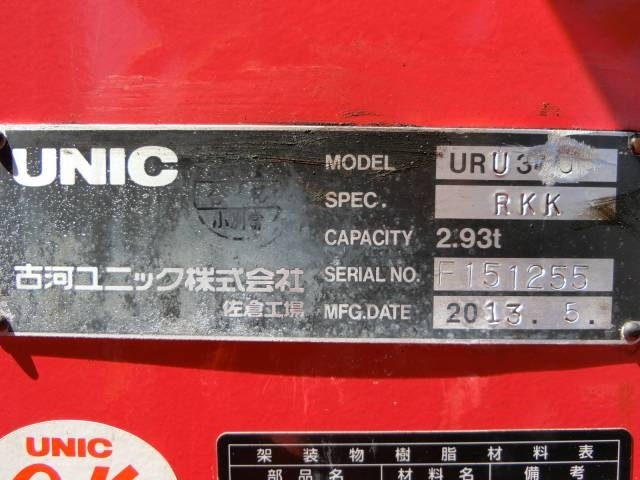 UNIC
MODEL
SPEC. RKK
CAPACITY 2.93t
SERIAL NO. F151255
MFG.DATE 2013. 5.
古河ユニック株式会社
佐倉工場
UNIC
架装物樹脂材料表
部品名 材料名 備考